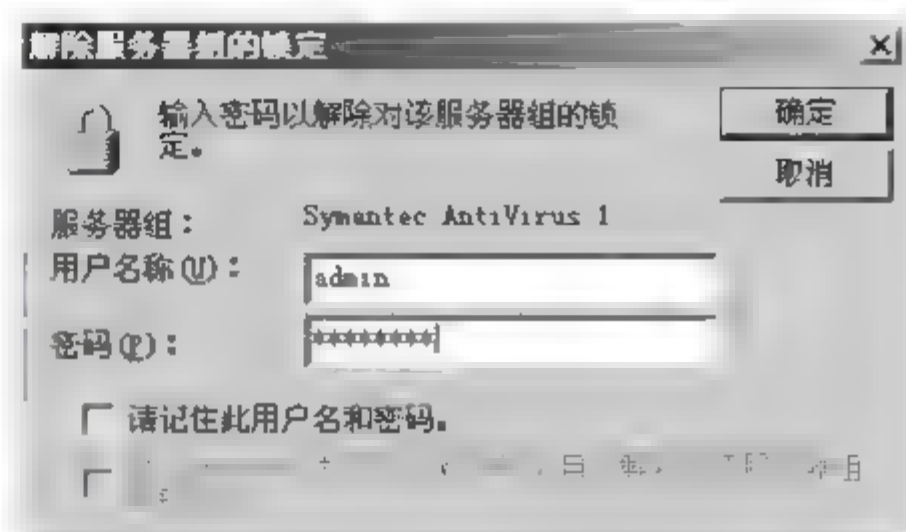 解除服务器组的锁定
输入密码以解除对该服务器组的锁
定。
确定
取消
服务器组： Symantec AntiVirus 1
用户名称(U)： admin
密码(P)： ********
请记住此用户名和密码。